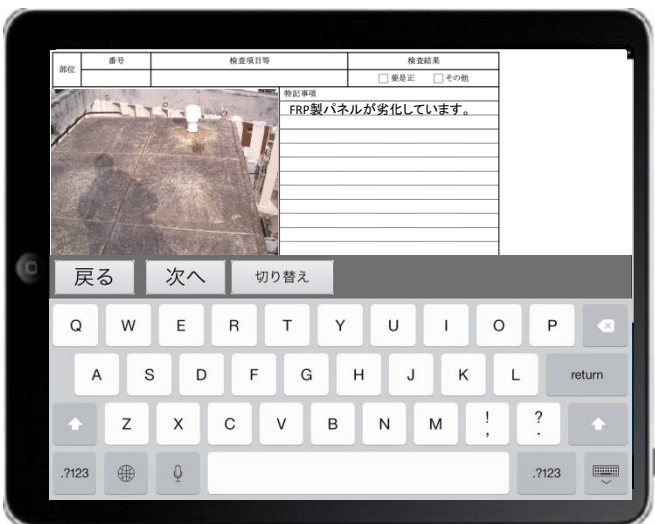 部位 番号 検査項目等 検査結果
□ 要是正 □ その他
特記事項
FRP製パネルが劣化しています。
戻る 次へ 切り替え
Q W E R T Y U I O P
A S D F G H J K L return
Z X C V B N M ! , ? .
.?123 .?123